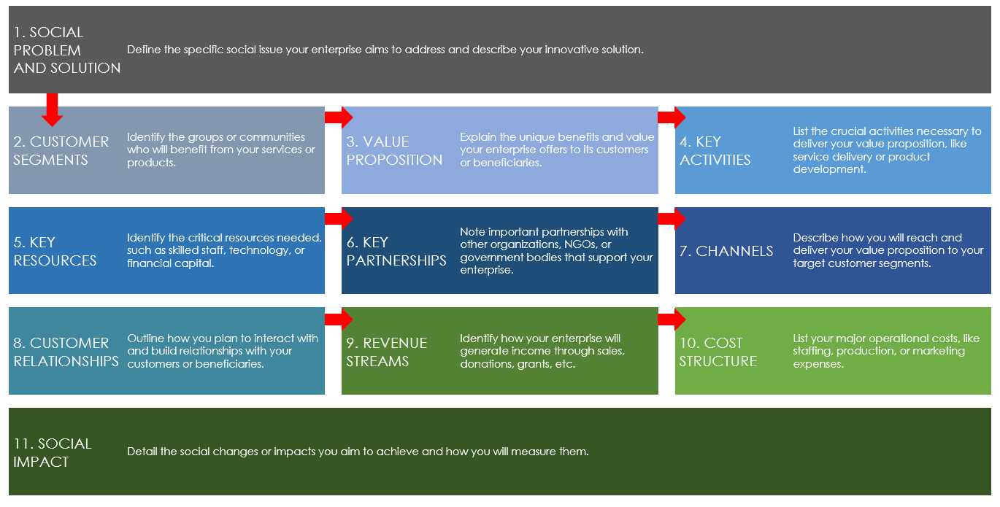 1. SOCIAL
PROBLEM
AND SOLUTION
Define the specific social issue your enterprise aims to address and describe your innovative solution.
2. CUSTOMER
SEGMENTS
Identify the groups or communities
who will benefit from your services or
products.
3. VALUE
PROPOSITION
Explain the unique benefits and value
your enterprise offers to its customers
or beneficiaries.
4. KEY
ACTIVITIES
List the crucial activities necessary to
deliver your value proposition, like
service delivery or product
development.
5. KEY
RESOURCES
Identify the critical resources needed,
such as skilled staff, technology, or
financial capital.
6. KEY
PARTNERSHIPS
Note important partnerships with
other organizations, NGOs, or
government bodies that support your
enterprise.
7. CHANNELS
Describe how you will reach and
deliver your value proposition to your
target customer segments.
8. CUSTOMER
RELATIONSHIPS
Outline how you plan to interact with
and build relationships with your
customers or beneficiaries.
9. REVENUE
STREAMS
Identify how your enterprise will
generate income through sales,
donations, grants, etc.
10. COST
STRUCTURE
List your major operational costs, like
staffing, production, or marketing
expenses.
11. SOCIAL
IMPACT
Detail the social changes or impacts you aim to achieve and how you will measure them.